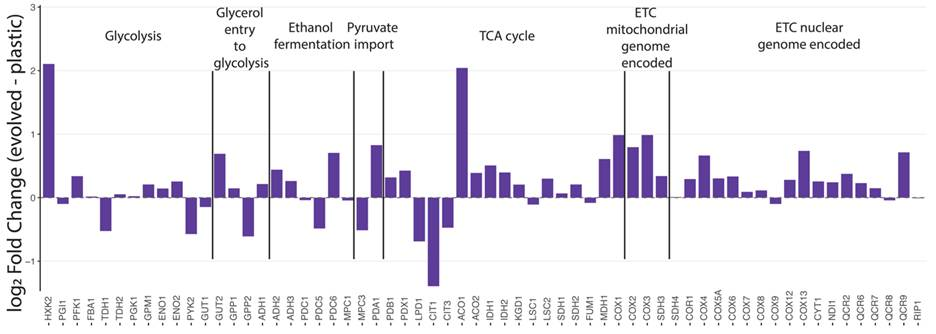 log₂ Fold Change (evolved - plastic)
3
2
1
0
−1
Glycolysis
Glycerol
entry
to
glycolysis
Ethanol
fermentation
Pyruvate
import
TCA cycle
ETC
mitochondrial
genome
encoded
ETC nuclear
genome encoded
- HXK2
- PGI1
- PFK1
- FBA1
- TDH1
- TDH2
- PGK1
- GPM1
- ENO1
- ENO2
- PYK2
- GUT1
- GUT2
- GPP1
- GPP2
- ADH1
- ADH2
- ADH3
- PDC1
- PDC5
- PDC6
- MPC1
- MPC3
- PDA1
- PDB1
- PDX1
- LPD1
- CIT1
- CIT3
- ACO1
- ACO2
- IDH1
- IDH2
- KGD1
- LSC1
- LSC2
- SDH1
- SDH2
- FUM1
- MDH1
- COX1
- COX2
- COX3
- SDH3
- SDH4
- COR1
- COX4
- COX5A
- COX6
- COX7
- COX8
- COX9
- COX12
- COX13
- CYT1
- NDI1
- QCR2
- QCR6
- QCR7
- QCR8
- QCR9
- RIP1